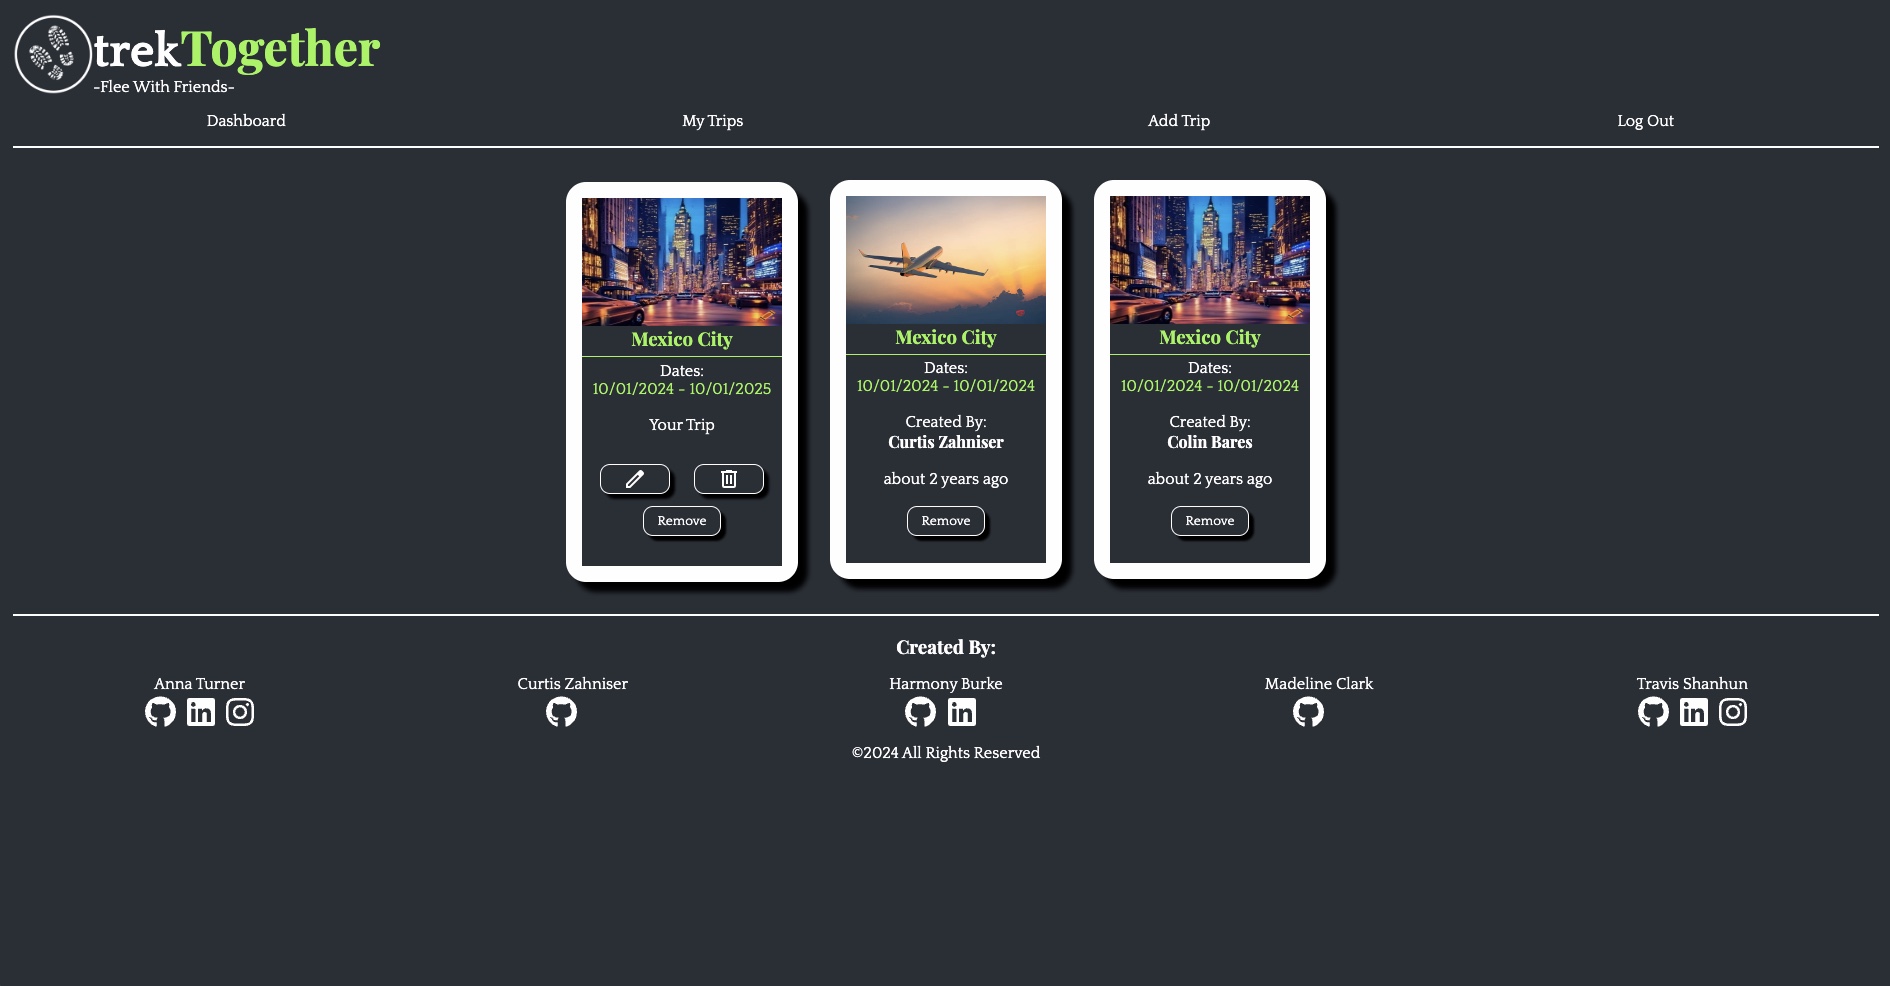 trekTogether
-Flee With Friends-
Dashboard
My Trips
Add Trip
Log Out
Mexico City
Dates:
10/01/2024 - 10/01/2025
Your Trip
Remove
Mexico City
Dates:
10/01/2024 - 10/01/2024
Created By:
Curtis Zahniser
about 2 years ago
Remove
Mexico City
Dates:
10/01/2024 - 10/01/2024
Created By:
Colin Bares
about 2 years ago
Remove
Created By:
Anna Turner
Curtis Zahniser
Harmony Burke
Madeline Clark
Travis Shanhun
©2024 All Rights Reserved